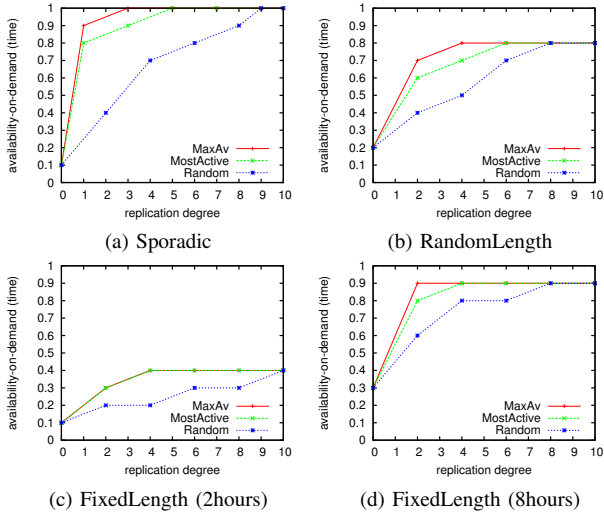 availability-on-demand (time)
1
0.9
0.8
0.7
0.6
0.5
0.4
0.3
0.2
0.1
0
MaxAv
MostActive
Random
0 1 2 3 4 5 6 7 8 9 10
replication degree
(a) Sporadic
availability-on-demand (time)
1
0.9
0.8
0.7
0.6
0.5
0.4
0.3
0.2
0.1
0
MaxAv
MostActive
Random
0 1 2 3 4 5 6 7 8 9 10
replication degree
(b) RandomLength
availability-on-demand (time)
1
0.9
0.8
0.7
0.6
0.5
0.4
0.3
0.2
0.1
0
MaxAv
MostActive
Random
0 1 2 3 4 5 6 7 8 9 10
replication degree
(c) FixedLength (2hours)
availability-on-demand (time)
1
0.9
0.8
0.7
0.6
0.5
0.4
0.3
0.2
0.1
0
MaxAv
MostActive
Random
0 1 2 3 4 5 6 7 8 9 10
replication degree
(d) FixedLength (8hours)